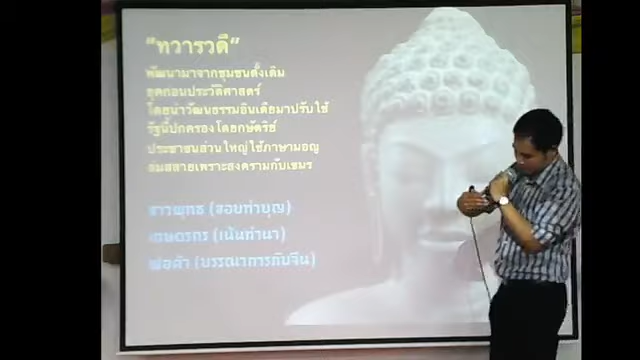 "ทวารวดี"
พัฒนามาจากชุมชนดั้งเดิม
ยุคก่อนประวัติศาสตร์
โดยนำวัฒนธรรมอินเดียมาปรับใช้
รัฐนี้ปกครองโดยกษัตริย์
ประชาชนส่วนใหญ่ใช้ภาษามอญ
ล่มสลายเพราะสงครามกับเขมร
ชาวพุทธ (ชอบทำบุญ)
เกษตรกร (เน้นทำนา)
พ่อค้า (บรรณาการกับจีน)